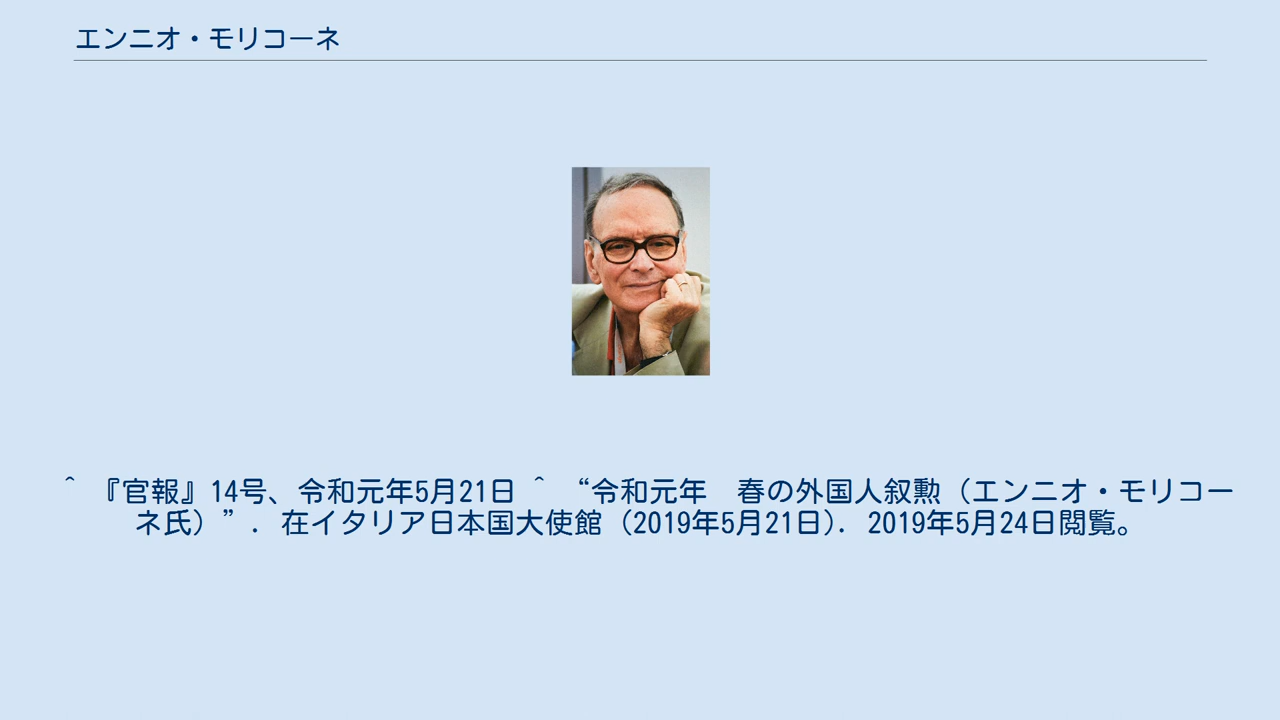 エンニオ・モリコーネ
^ 『官報』14号、令和元年5月21日 ^ “令和元年　春の外国人叙勲（エンニオ・モリコー
ネ氏）”. 在イタリア日本国大使館 (2019年5月21日). 2019年5月24日閲覧。